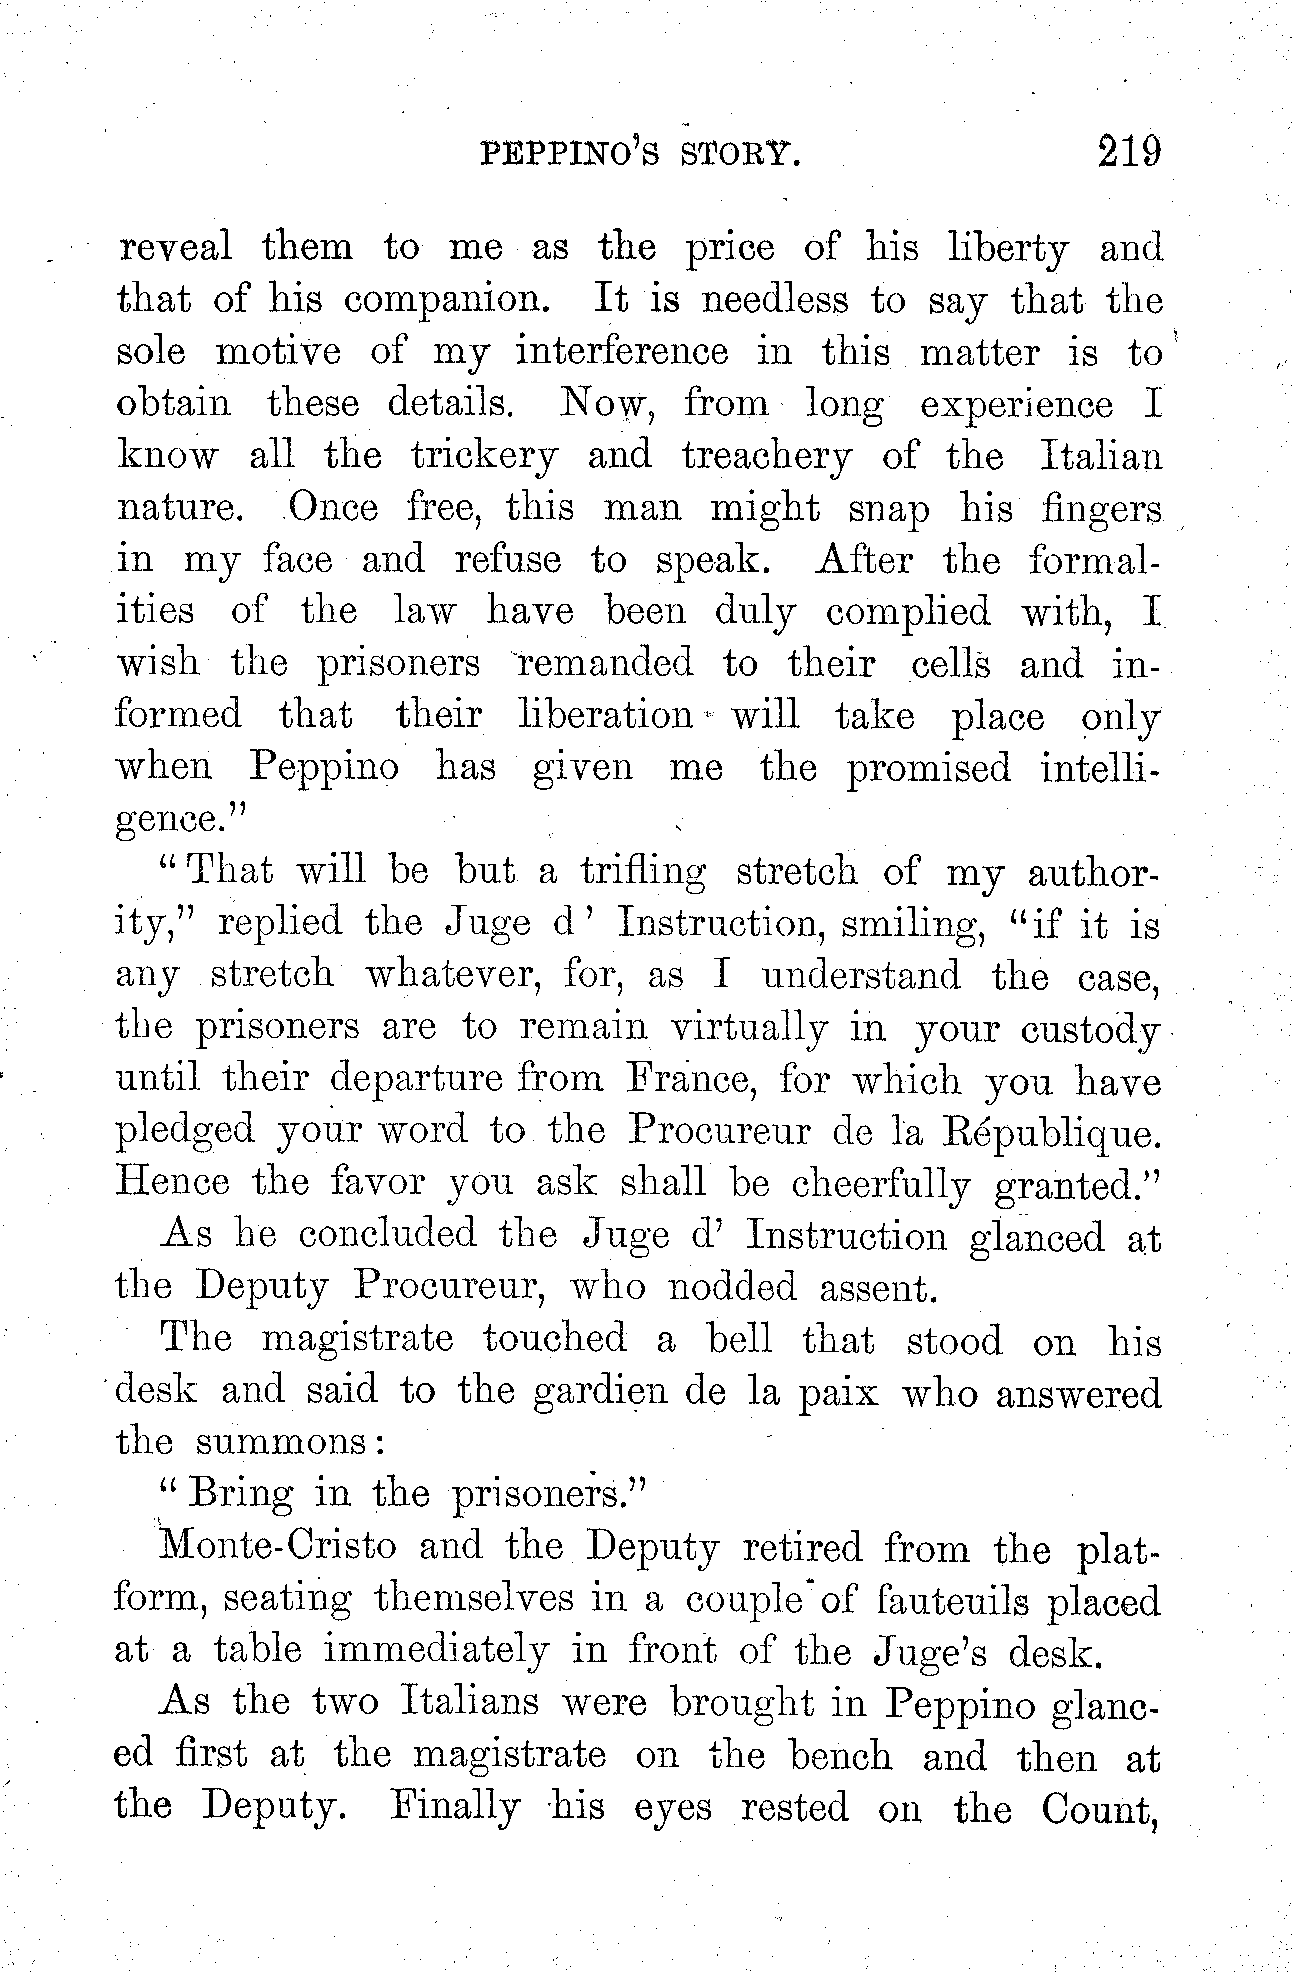 PEPPINO'S STORY. 219
reveal them to me as the price of his liberty and
that of his companion. It is needless to say that the
sole motive of my interference in this matter is to
obtain these details. Now, from long experience I
know all the trickery and treachery of the Italian
nature. Once free, this man might snap his fingers
in my face and refuse to speak. After the formal-
ities of the law have been duly complied with, I
wish the prisoners remanded to their cells and in-
formed that their liberation will take place only
when Peppino has given me the promised intelli-
gence."
"That will be but a trifling stretch of my author-
ity," replied the Juge d' Instruction, smiling, "if it is
any stretch whatever, for, as I understand the case,
the prisoners are to remain virtually in your custody
until their departure from France, for which you have
pledged your word to the Procureur de la République.
Hence the favor you ask shall be cheerfully granted."
As he concluded the Juge d' Instruction glanced at
the Deputy Procureur, who nodded assent.
The magistrate touched a bell that stood on his
desk and said to the gardien de la paix who answered
the summons:
"Bring in the prisoners."
Monte-Cristo and the Deputy retired from the plat-
form, seating themselves in a couple of fauteuils placed
at a table immediately in front of the Juge's desk.
As the two Italians were brought in Peppino glanc-
ed first at the magistrate on the bench and then at
the Deputy. Finally his eyes rested on the Count,